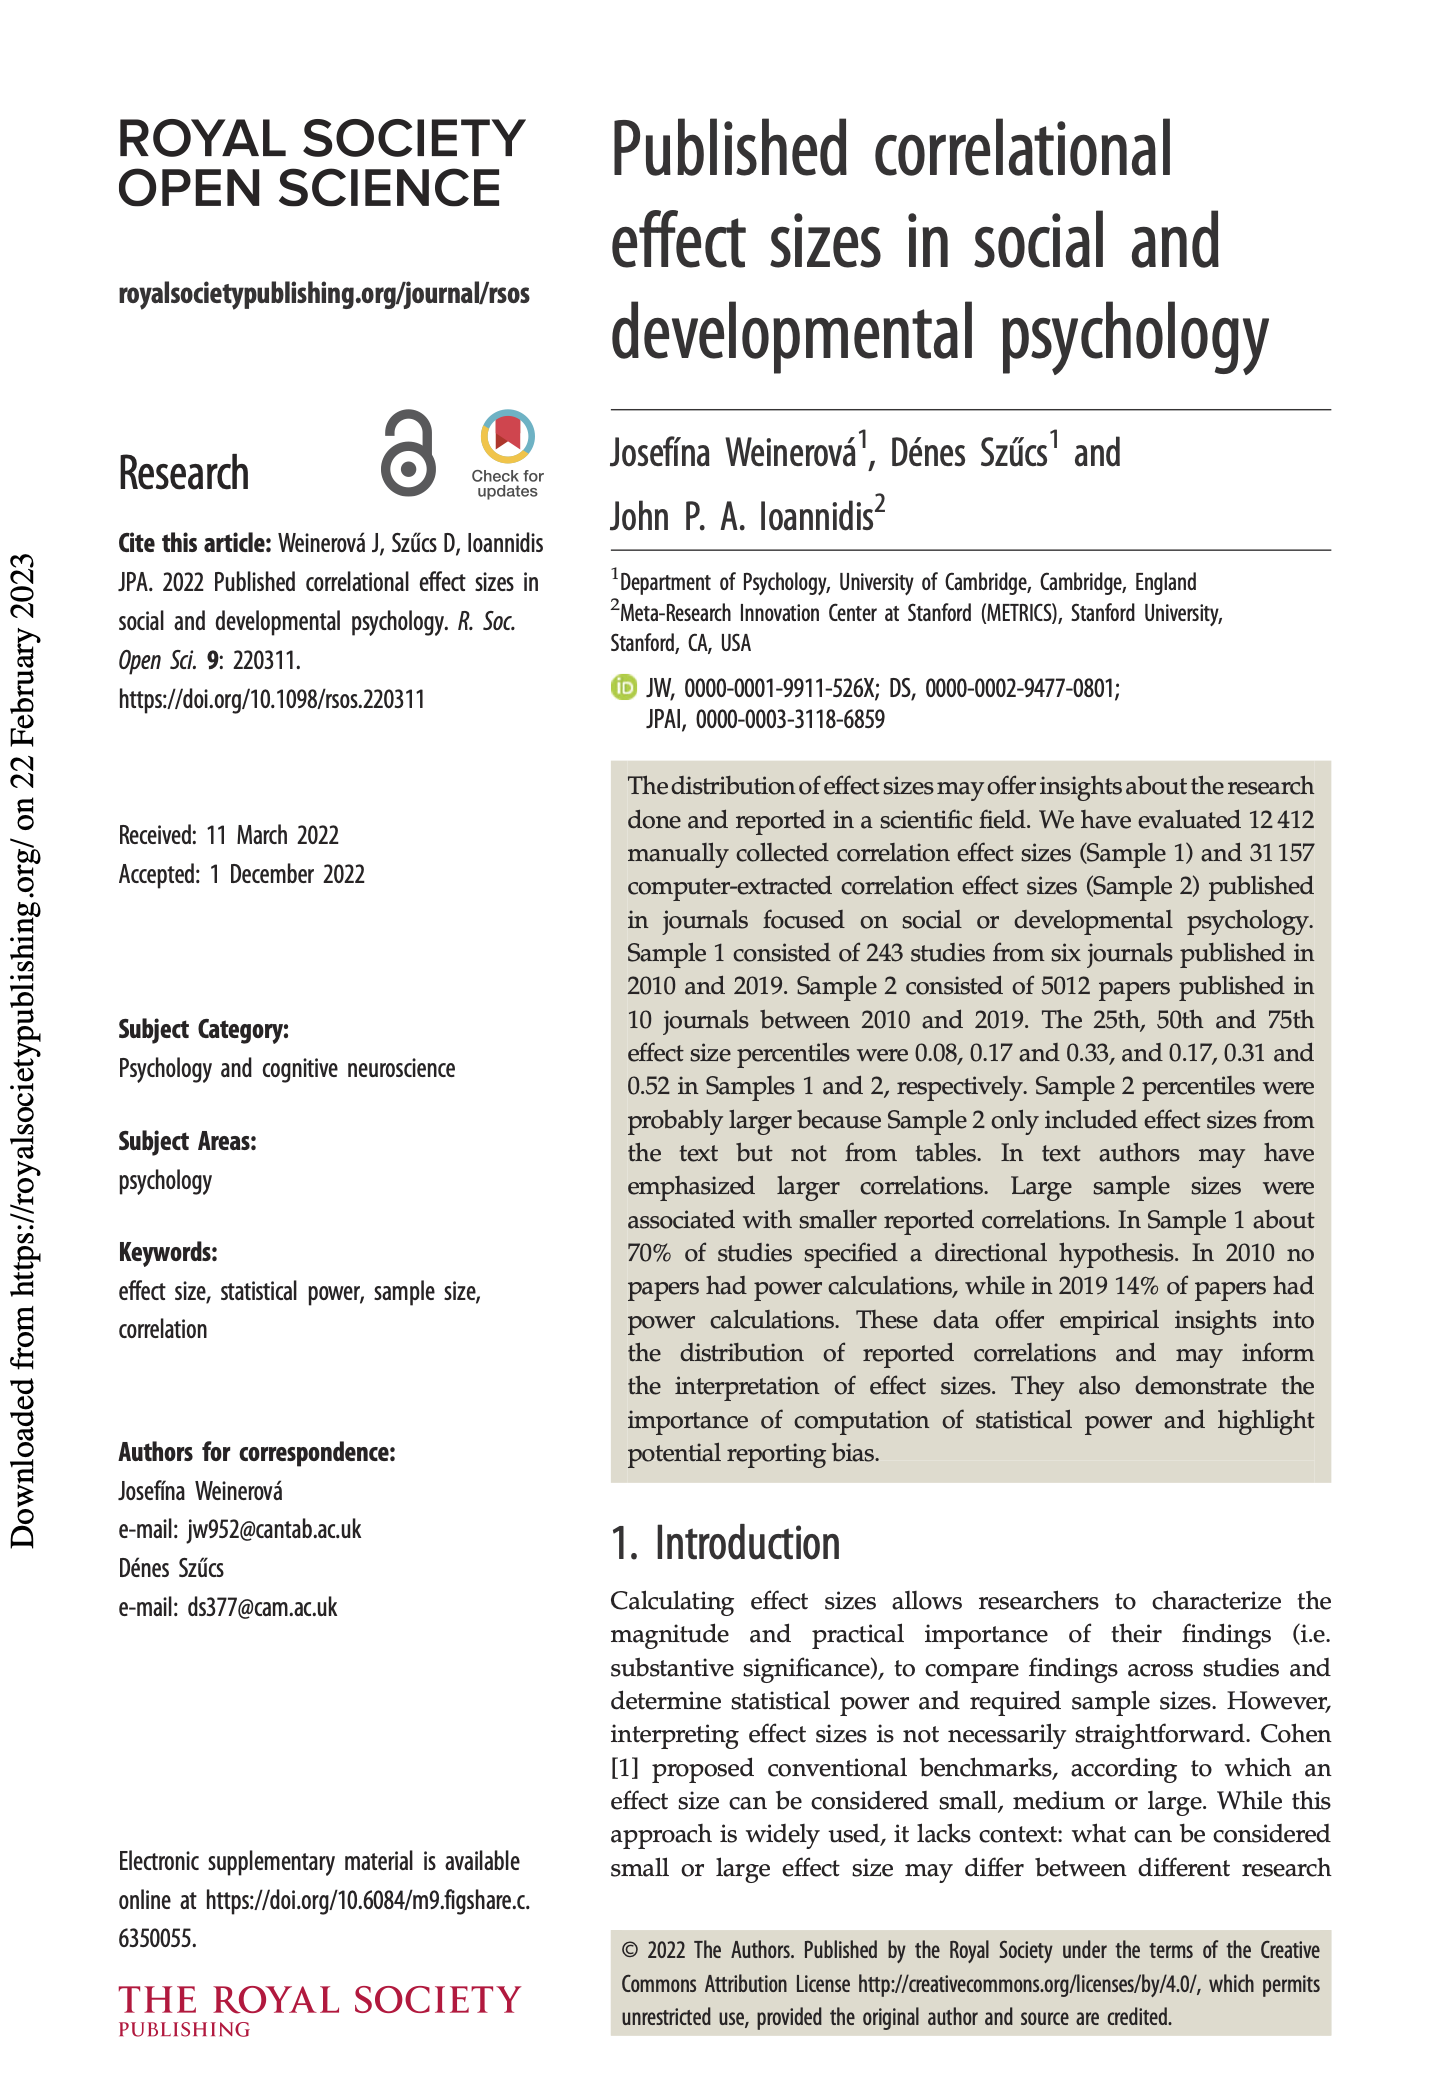 ROYAL SOCIETY
OPEN SCIENCE
royalsocietypublishing.org/journal/rsos
Research
Check for
updates
Cite this article: Weinerová J, Szűcs D, Ioannidis
JPA. 2022 Published correlational effect sizes in
social and developmental psychology. R. Soc.
Open Sci. 9: 220311.
https://doi.org/10.1098/rsos.220311
Received: 11 March 2022
Accepted: 1 December 2022
Subject Category:
Psychology and cognitive neuroscience
Subject Areas:
psychology
Keywords:
effect size, statistical power, sample size,
correlation
Authors for correspondence:
Josefína Weinerová
e-mail: jw952@cantab.ac.uk
Dénes Szűcs
e-mail: ds377@cam.ac.uk
Electronic supplementary material is available
online at https://doi.org/10.6084/m9.figshare.c.
6350055.
THE ROYAL SOCIETY
PUBLISHING
Published correlational
effect sizes in social and
developmental psychology
Josefína Weinerová1, Dénes Szűcs1 and
John P. A. Ioannidis2
1Department of Psychology, University of Cambridge, Cambridge, England
2Meta-Research Innovation Center at Stanford (METRICS), Stanford University,
Stanford, CA, USA
iD JW, 0000-0001-9911-526X; DS, 0000-0002-9477-0801;
JPAI, 0000-0003-3118-6859
The distribution of effect sizes may offer insights about the research
done and reported in a scientific field. We have evaluated 12 412
manually collected correlation effect sizes (Sample 1) and 31 157
computer-extracted correlation effect sizes (Sample 2) published
in journals focused on social or developmental psychology.
Sample 1 consisted of 243 studies from six journals published in
2010 and 2019. Sample 2 consisted of 5012 papers published in
10 journals between 2010 and 2019. The 25th, 50th and 75th
effect size percentiles were 0.08, 0.17 and 0.33, and 0.17, 0.31 and
0.52 in Samples 1 and 2, respectively. Sample 2 percentiles were
probably larger because Sample 2 only included effect sizes from
the text but not from tables. In text authors may have
emphasized larger correlations. Large sample sizes were
associated with smaller reported correlations. In Sample 1 about
70% of studies specified a directional hypothesis. In 2010 no
papers had power calculations, while in 2019 14% of papers had
power calculations. These data offer empirical insights into
the distribution of reported correlations and may inform
the interpretation of effect sizes. They also demonstrate the
importance of computation of statistical power and highlight
potential reporting bias.
1. Introduction
Calculating effect sizes allows researchers to characterize the
magnitude and practical importance of their findings (i.e.
substantive significance), to compare findings across studies and
determine statistical power and required sample sizes. However,
interpreting effect sizes is not necessarily straightforward. Cohen
[1] proposed conventional benchmarks, according to which an
effect size can be considered small, medium or large. While this
approach is widely used, it lacks context: what can be considered
small or large effect size may differ between different research
© 2022 The Authors. Published by the Royal Society under the terms of the Creative
Commons Attribution License http://creativecommons.org/licenses/by/4.0/, which permits
unrestricted use, provided the original author and source are credited.
Downloaded from https://royalsocietypublishing.org/ on 22 February 2023